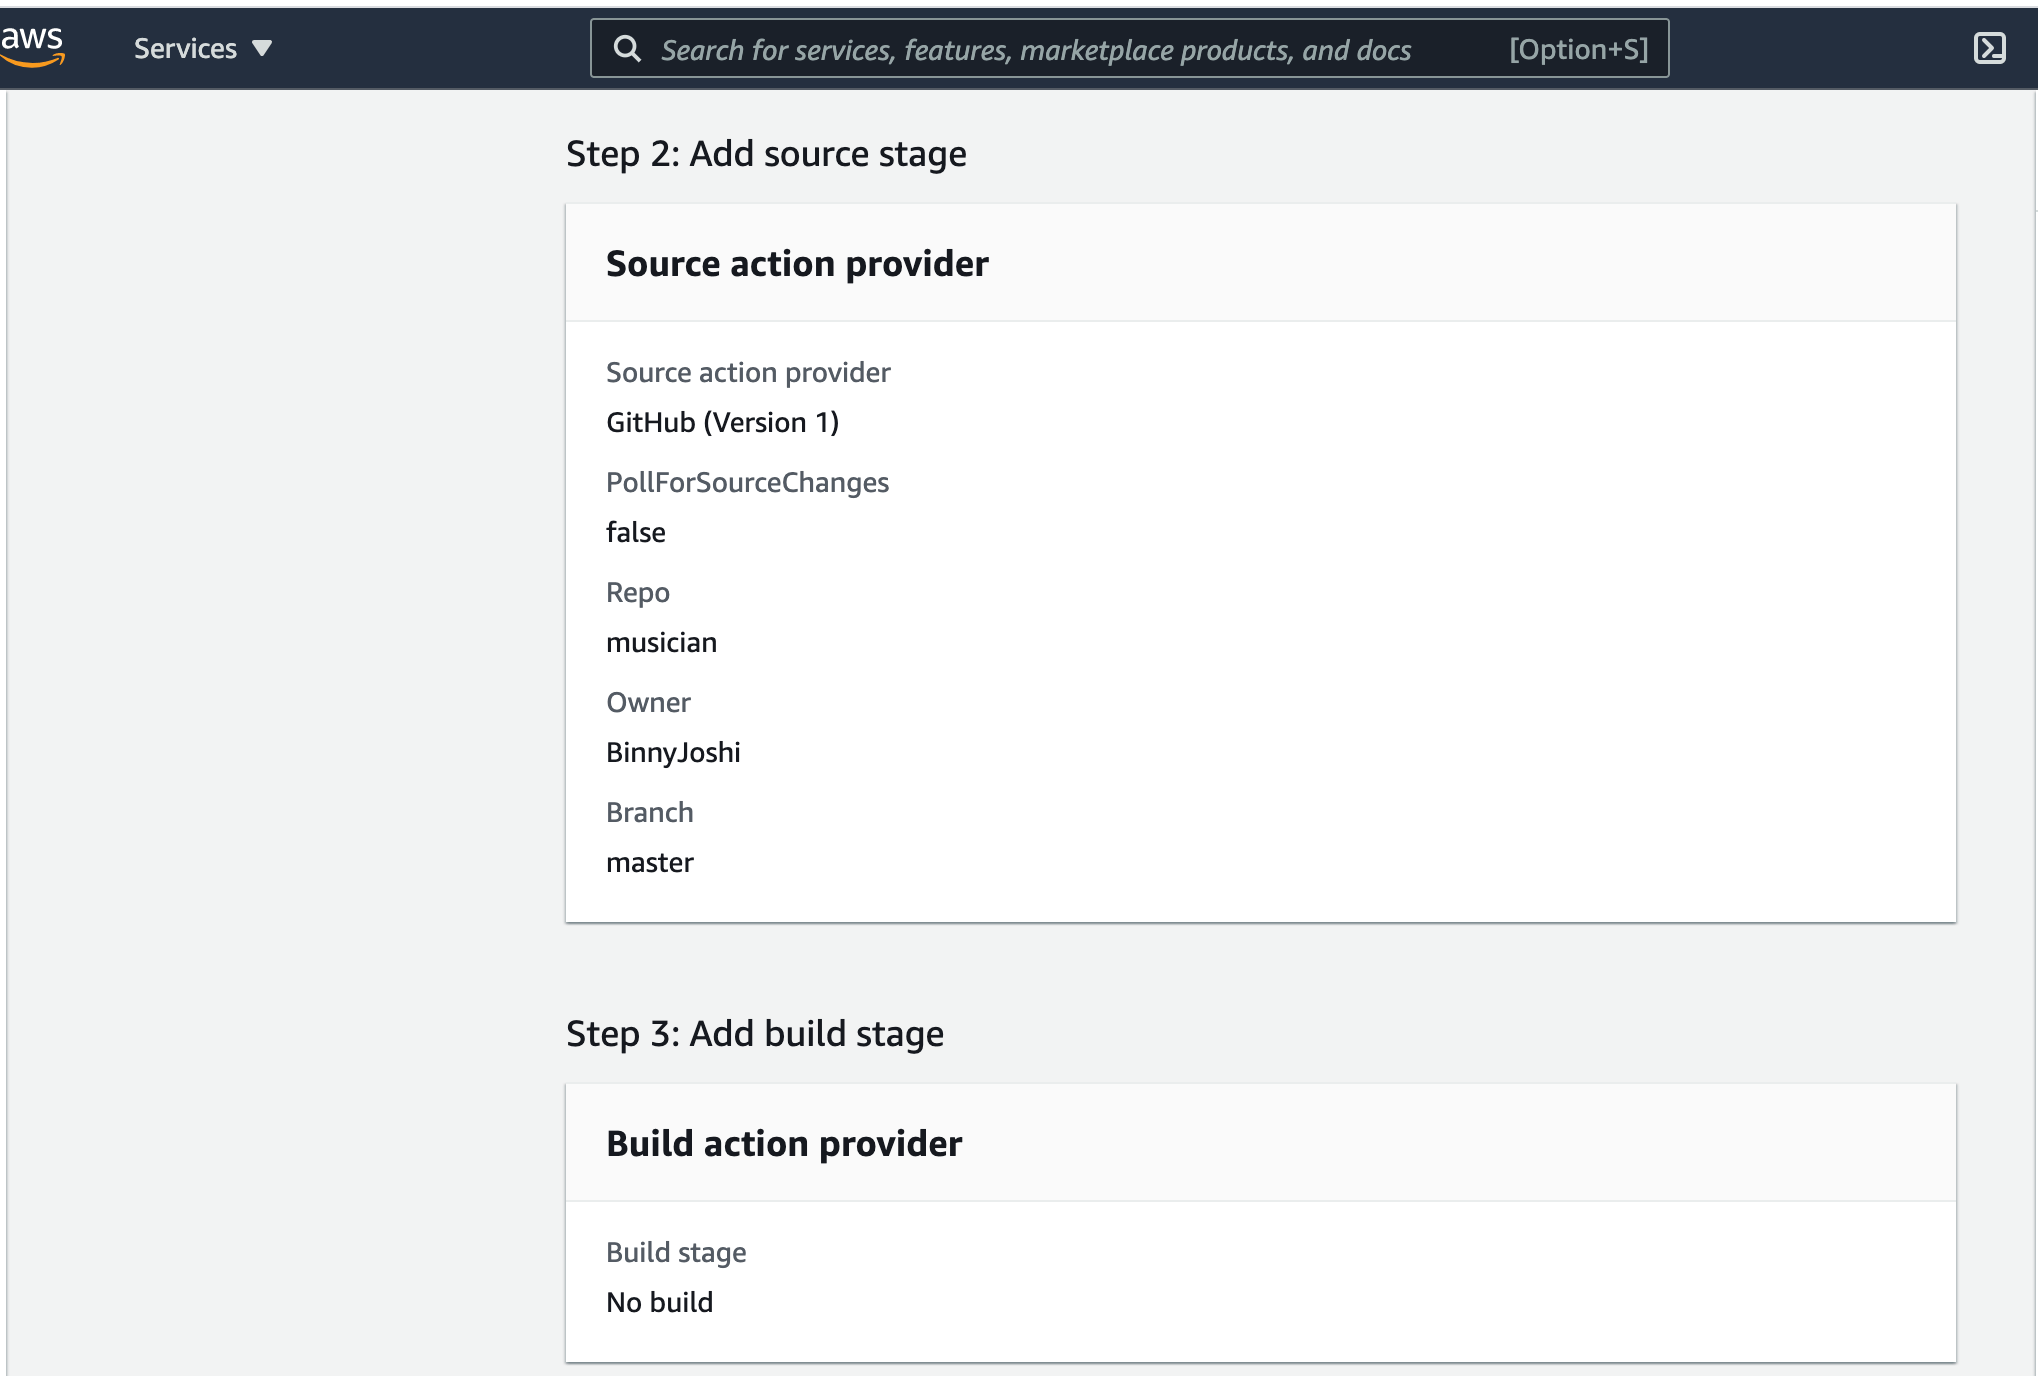 aws
Services
Search for services, features, marketplace products, and docs [Option+S]
Step 2: Add source stage
Source action provider
Source action provider
GitHub (Version 1)
PollForSourceChanges
false
Repo
musician
Owner
BinnyJoshi
Branch
master
Step 3: Add build stage
Build action provider
Build stage
No build